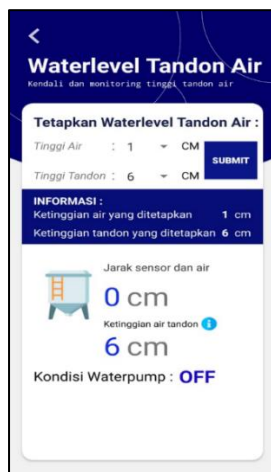 Waterlevel Tandon Air
Kendali dan monitoring tinggi tandon air
Tetapkan Waterlevel Tandon Air :
Tinggi Air : 1 CM
SUBMIT
Tinggi Tandon : 6 CM
INFORMASI :
Ketinggian air yang ditetapkan 1 cm
Ketinggian tandon yang ditetapkan 6 cm
Jarak sensor dan air
0 cm
Ketinggian air tandon i
6 cm
Kondisi Waterpump : OFF